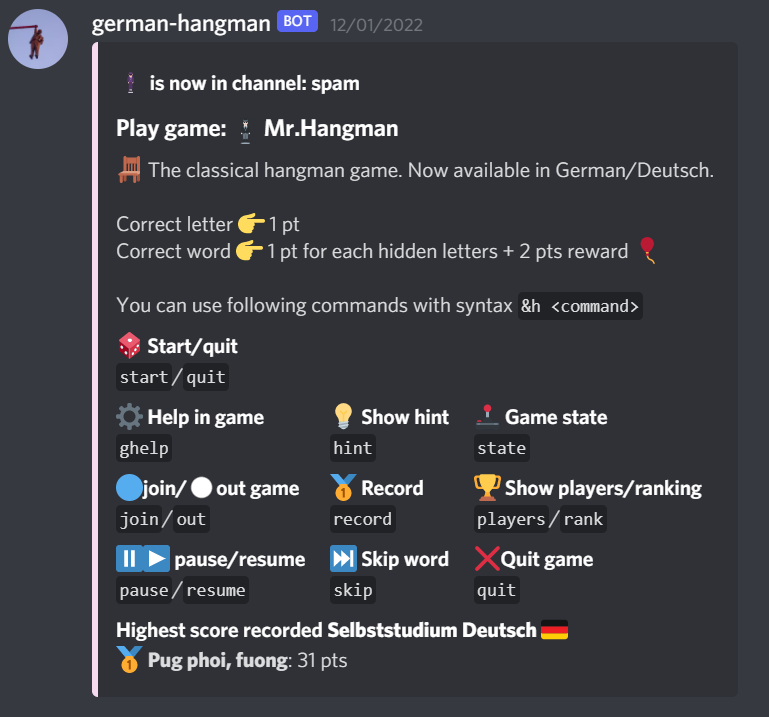 german-hangman BOT 12/01/2022
is now in channel: spam
Play game: Mr.Hangman
The classical hangman game. Now available in German/Deutsch.
Correct letter 👉 1 pt
Correct word 👉 1 pt for each hidden letters + 2 pts reward 🎈
You can use following commands with syntax &h <command>
🎲 Start/quit
start/quit
⚙️ Help in game 💡 Show hint 🕹️ Game state
ghelp hint state
🔵join/⚪out game 🥇 Record 🏆 Show players/ranking
join/out record players/rank
⏸️▶️ pause/resume ⏭️ Skip word ❌Quit game
pause/resume skip quit
Highest score recorded Selbststudium Deutsch 🇩🇪
🥇 Pug phoi, fuong: 31 pts